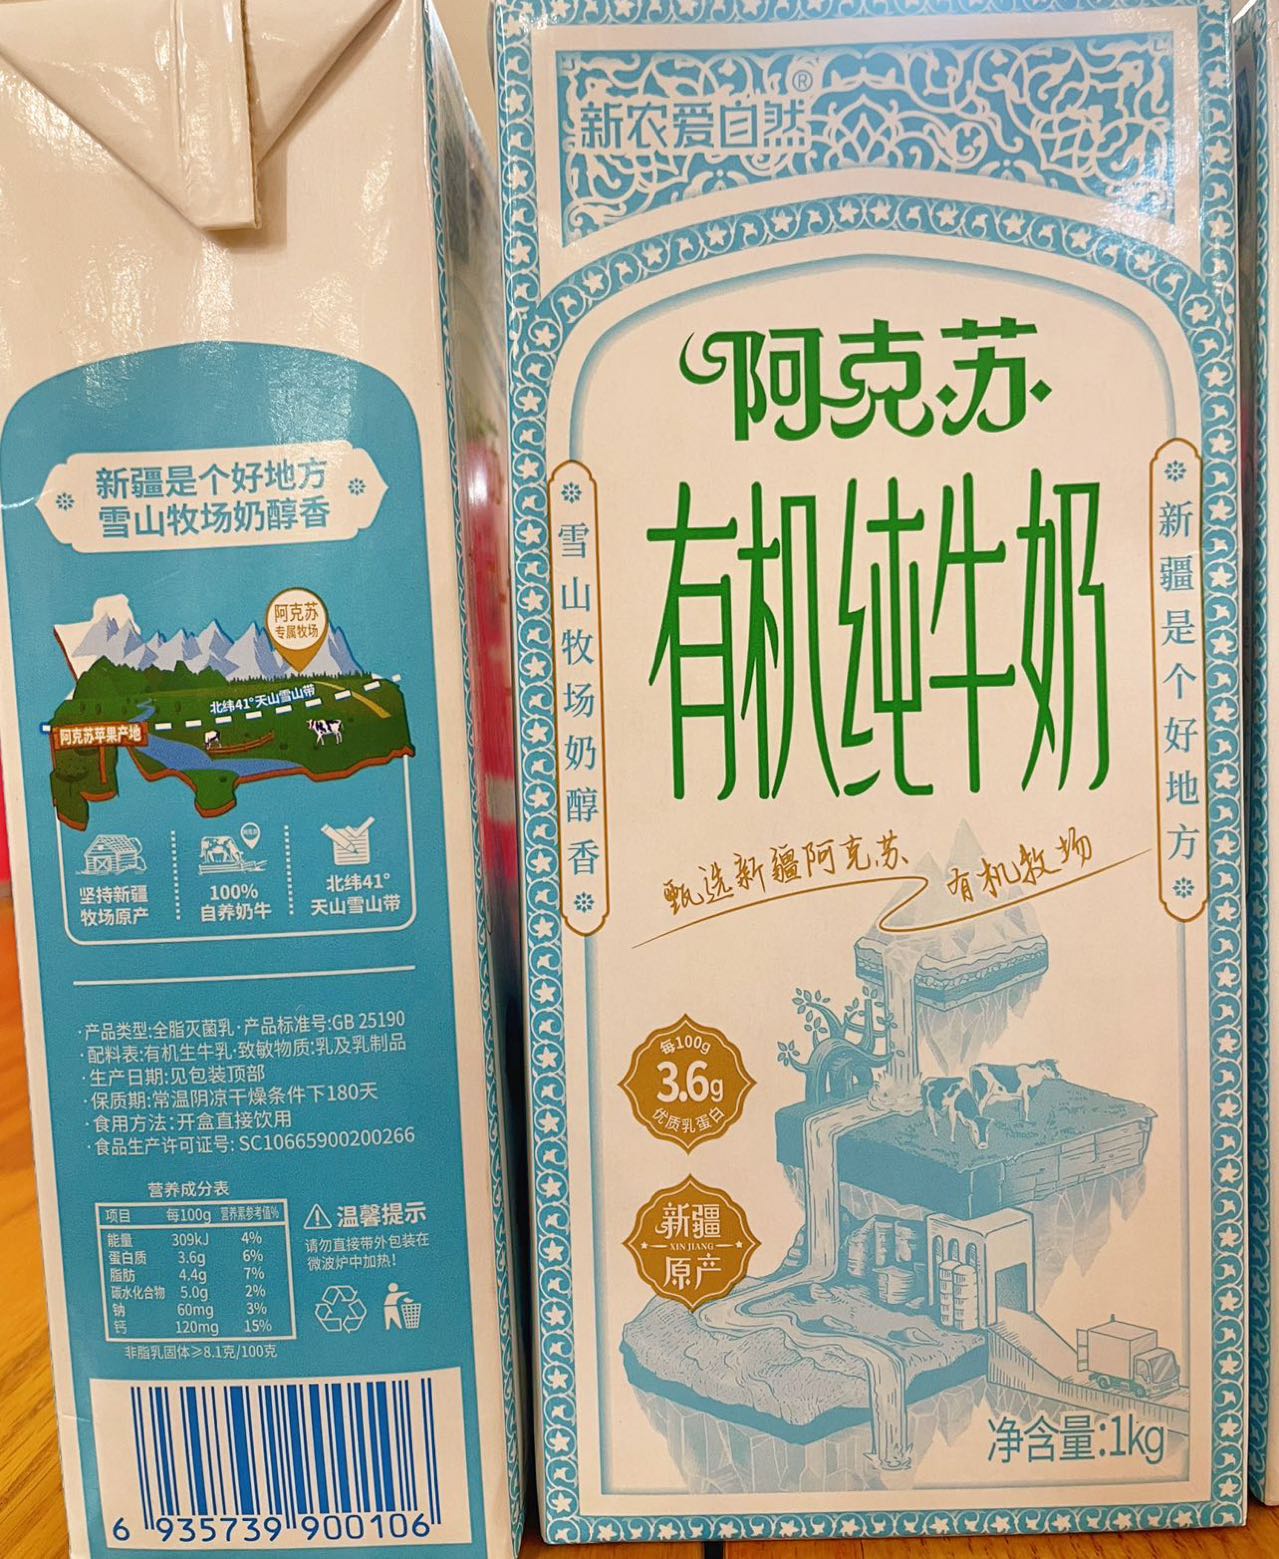 新疆是个好地方
雪山牧场奶醇香
阿克苏
专属牧场
北纬41°天山雪山带
阿克苏苹果产地
坚持新疆
牧场原产
100%
自养奶牛
北纬41°
天山雪山带
·产品类型:全脂灭菌乳·产品标准号:GB 25190
·配料表:有机生牛乳·致敏物质:乳及乳制品
·生产日期:见包装顶部
·保质期:常温阴凉干燥条件下180天
·食用方法:开盒直接饮用
·食品生产许可证号: SC10665900200266
营养成分表
项目 每100g 营养素参考值%
能量 309kJ 4%
蛋白质 3.6g 6%
脂肪 4.4g 7%
碳水化合物 5.0g 2%
钠 60mg 3%
钙 120mg 15%
非脂乳固体≥8.1克/100克
温馨提示
请勿直接带外包装在
微波炉中加热!
6 935739 900106
新农爱自然®
阿克苏
有机纯牛奶
雪山牧场奶醇香
新疆是个好地方
甄选新疆阿克苏 有机牧场
每100g
3.6g
优质乳蛋白
新疆
XIN JIANG
原产
净含量:1kg